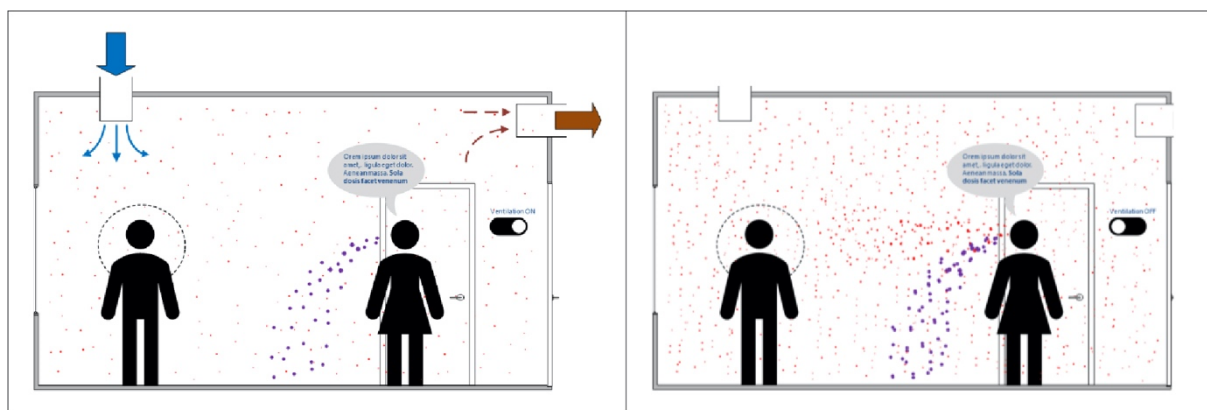 Orem ipsum dolor sit
amet, . ligula eget dolor.
Aenean massa. Sola
dosis facet venenum
Ventilation ON
Orem ipsum dolor sit
amet, . ligula eget dolor.
Aenean massa. Sola
dosis facet venenum
Ventilation OFF